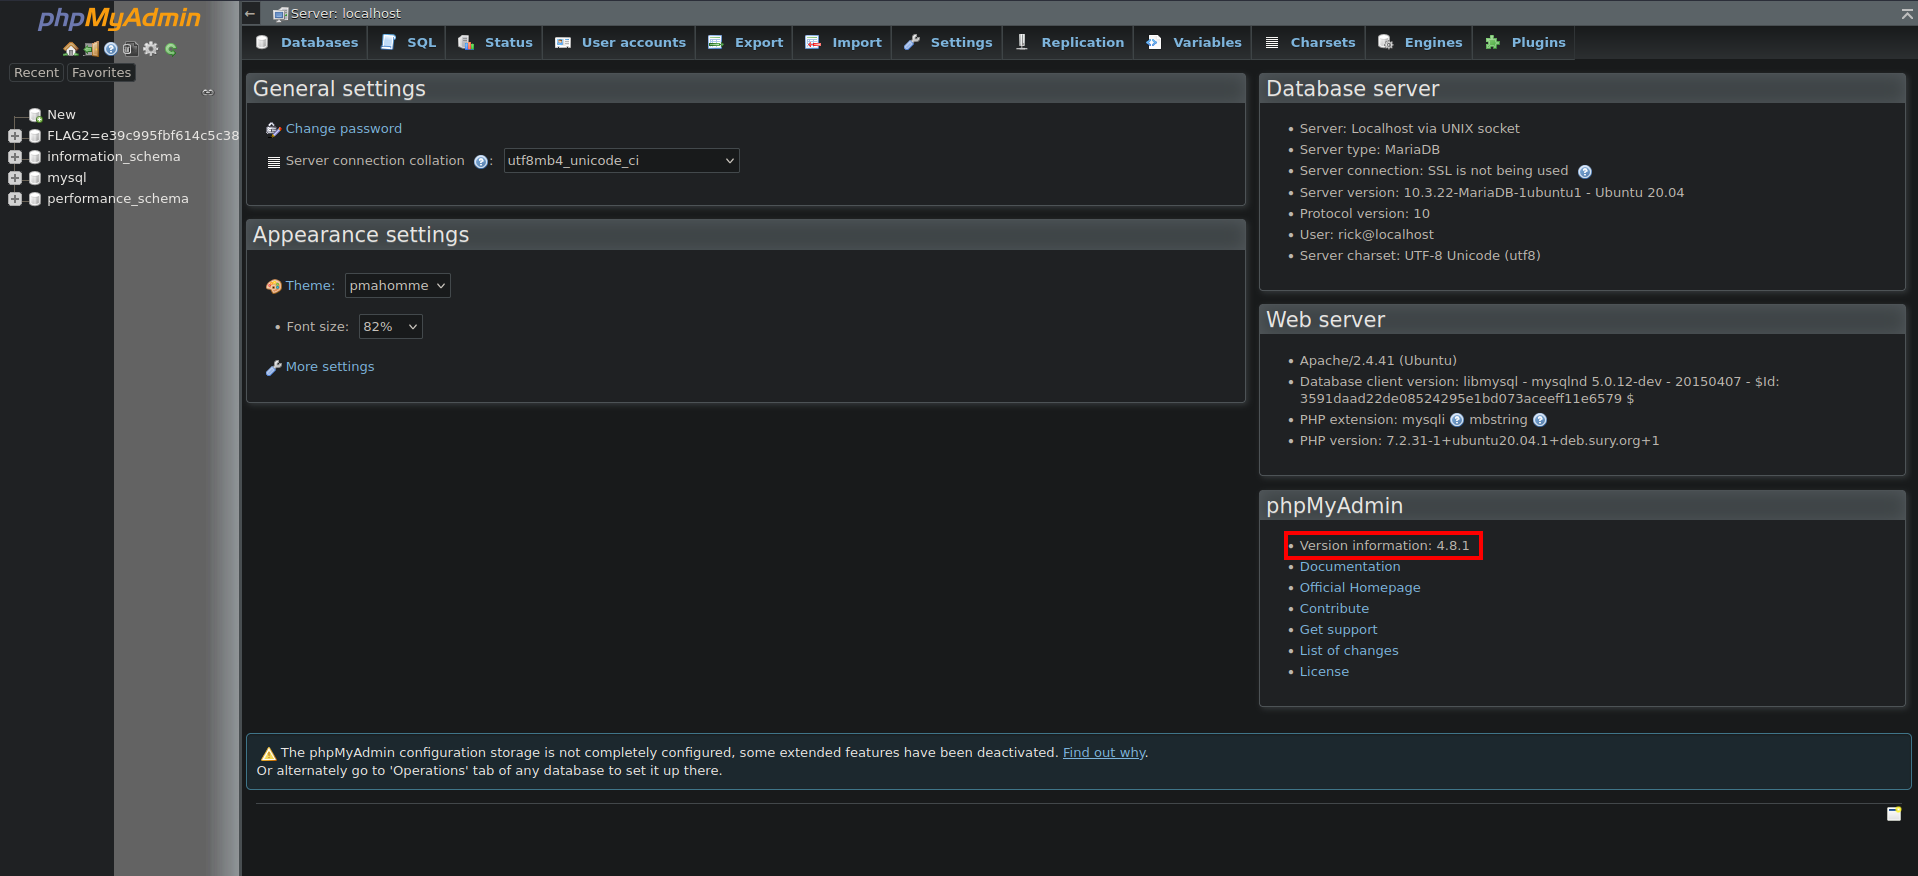 phpMyAdmin
Recent Favorites
New
FLAG2=e39c995fbf614c5c38
information_schema
mysql
performance_schema
Server: localhost
Databases SQL Status User accounts Export Import Settings Replication Variables Charsets Engines Plugins
General settings
Change password
Server connection collation : utf8mb4_unicode_ci
Appearance settings
Theme: pmahomme
• Font size: 82%
More settings
Database server
• Server: Localhost via UNIX socket
• Server type: MariaDB
• Server connection: SSL is not being used
• Server version: 10.3.22-MariaDB-1ubuntu1 - Ubuntu 20.04
• Protocol version: 10
• User: rick@localhost
• Server charset: UTF-8 Unicode (utf8)
Web server
• Apache/2.4.41 (Ubuntu)
• Database client version: libmysql - mysqlnd 5.0.12-dev - 20150407 - $Id:
3591daad22de08524295e1bd073aceeff11e6579 $
• PHP extension: mysqli mbstring
• PHP version: 7.2.31-1+ubuntu20.04.1+deb.sury.org+1
phpMyAdmin
• Version information: 4.8.1
• Documentation
• Official Homepage
• Contribute
• Get support
• List of changes
• License
The phpMyAdmin configuration storage is not completely configured, some extended features have been deactivated. Find out why.
Or alternately go to 'Operations' tab of any database to set it up there.